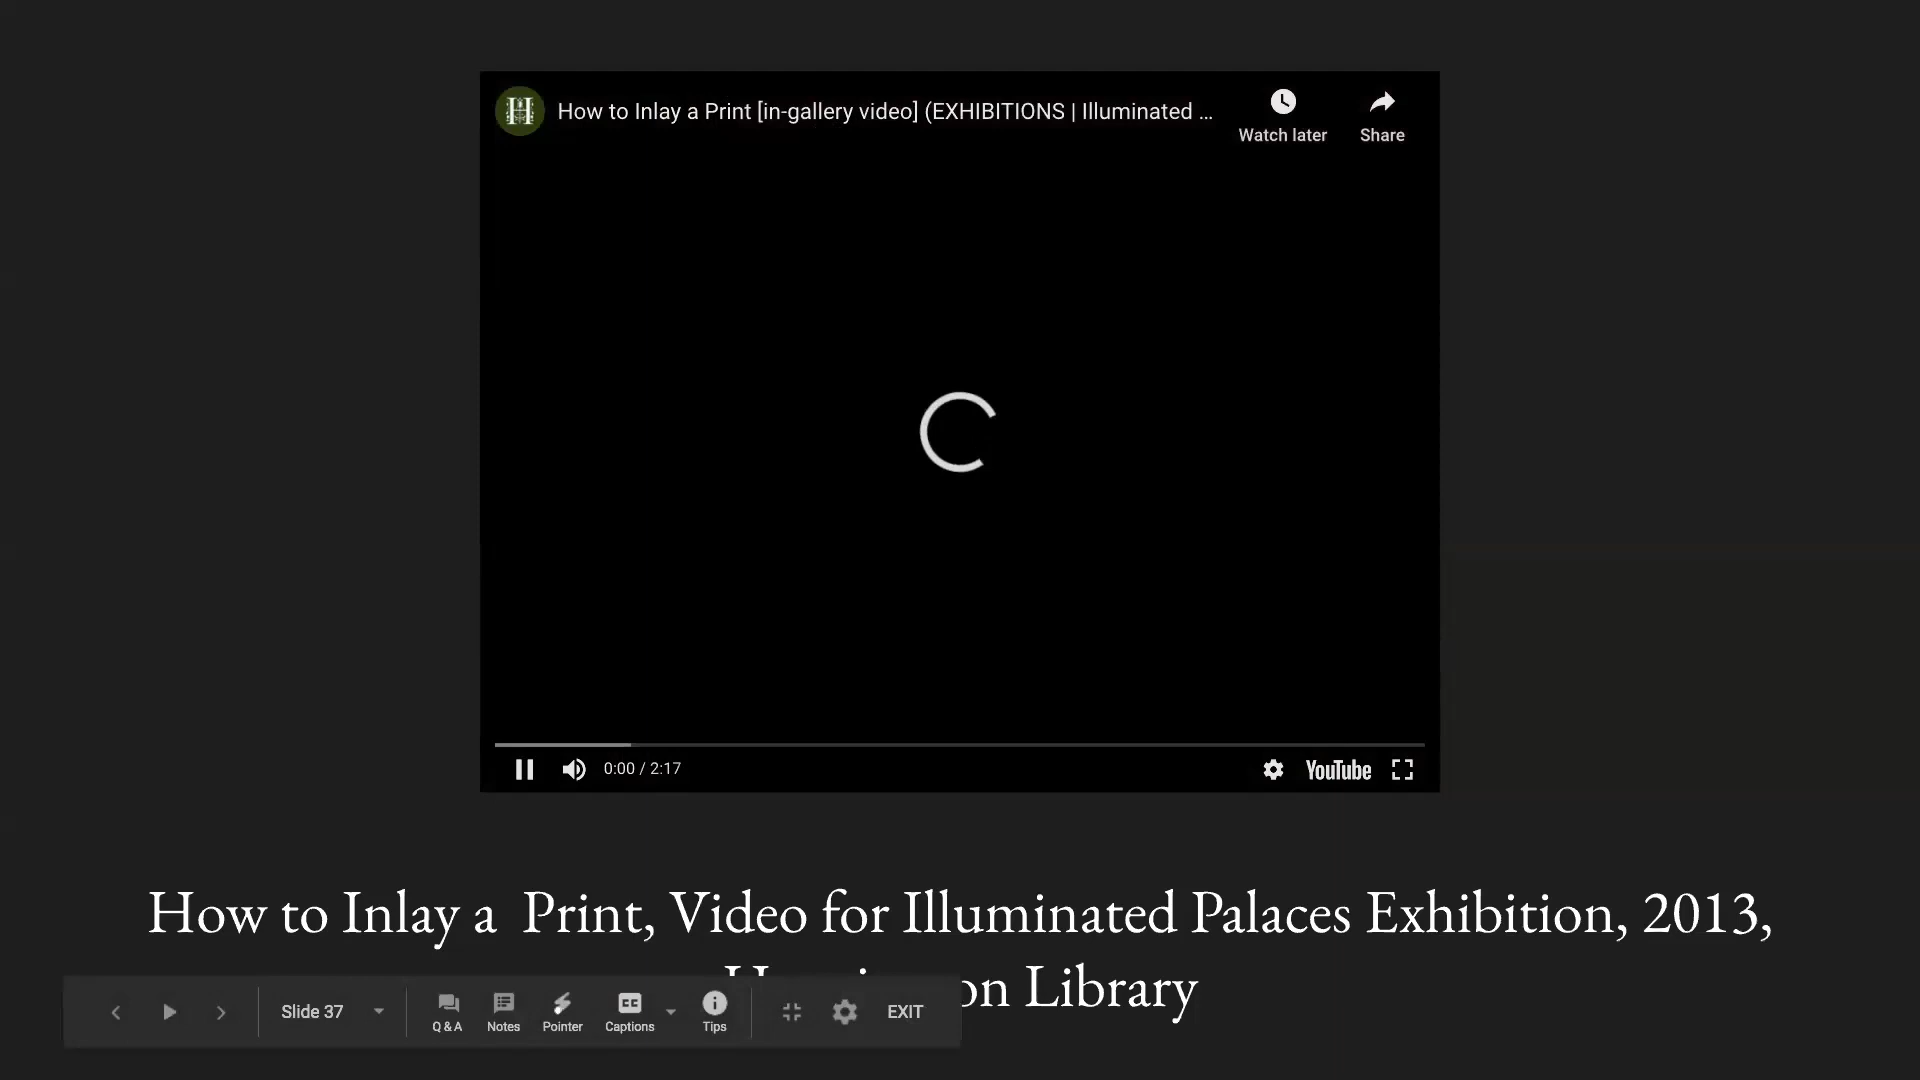 H How to Inlay a Print [in-gallery video] (EXHIBITIONS | Illuminated ...
Watch later
Share
0:00 / 2:17
YouTube
How to Inlay a Print, Video for Illuminated Palaces Exhibition, 2013,
Library
Slide 37
Q & A
Notes
Pointer
CC
Captions
Tips
EXIT